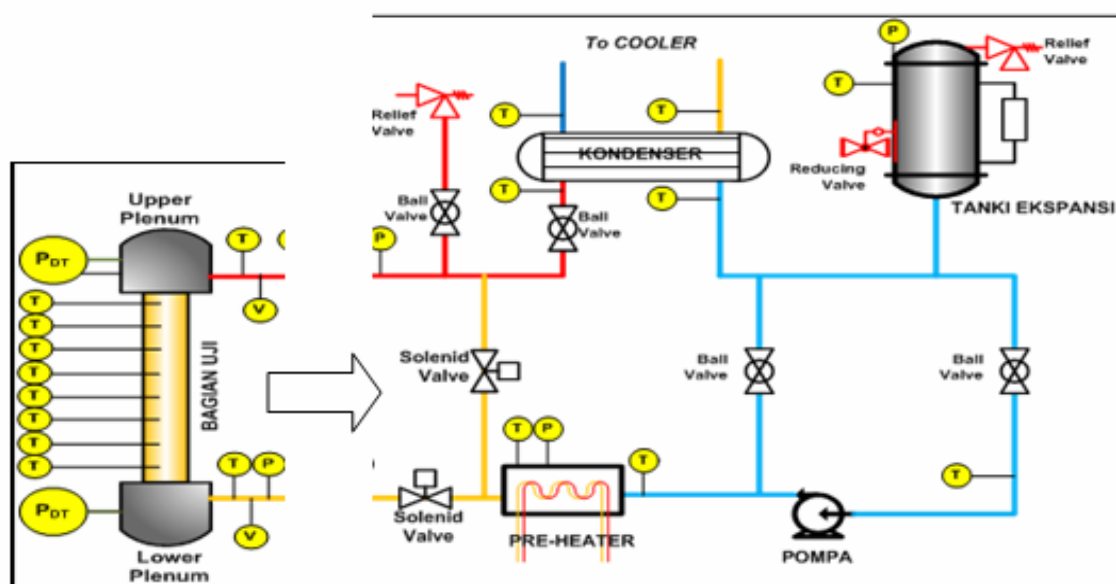 To COOLER
P
Relief
Valve
T
T
T
Relief
Valve
KONDENSER
T
T
Reducing
Valve
Ball
Valve
Ball
Valve
TANKI EKSPANSI
Upper
Plenum
PDT
T
P
V
T
T
T
T
T
T
T
T
BAGIAN UJI
Solenid
Valve
Ball
Valve
Ball
Valve
T
P
T
P
T
T
PDT
V
Solenid
Valve
PRE-HEATER
POMPA
Lower
Plenum